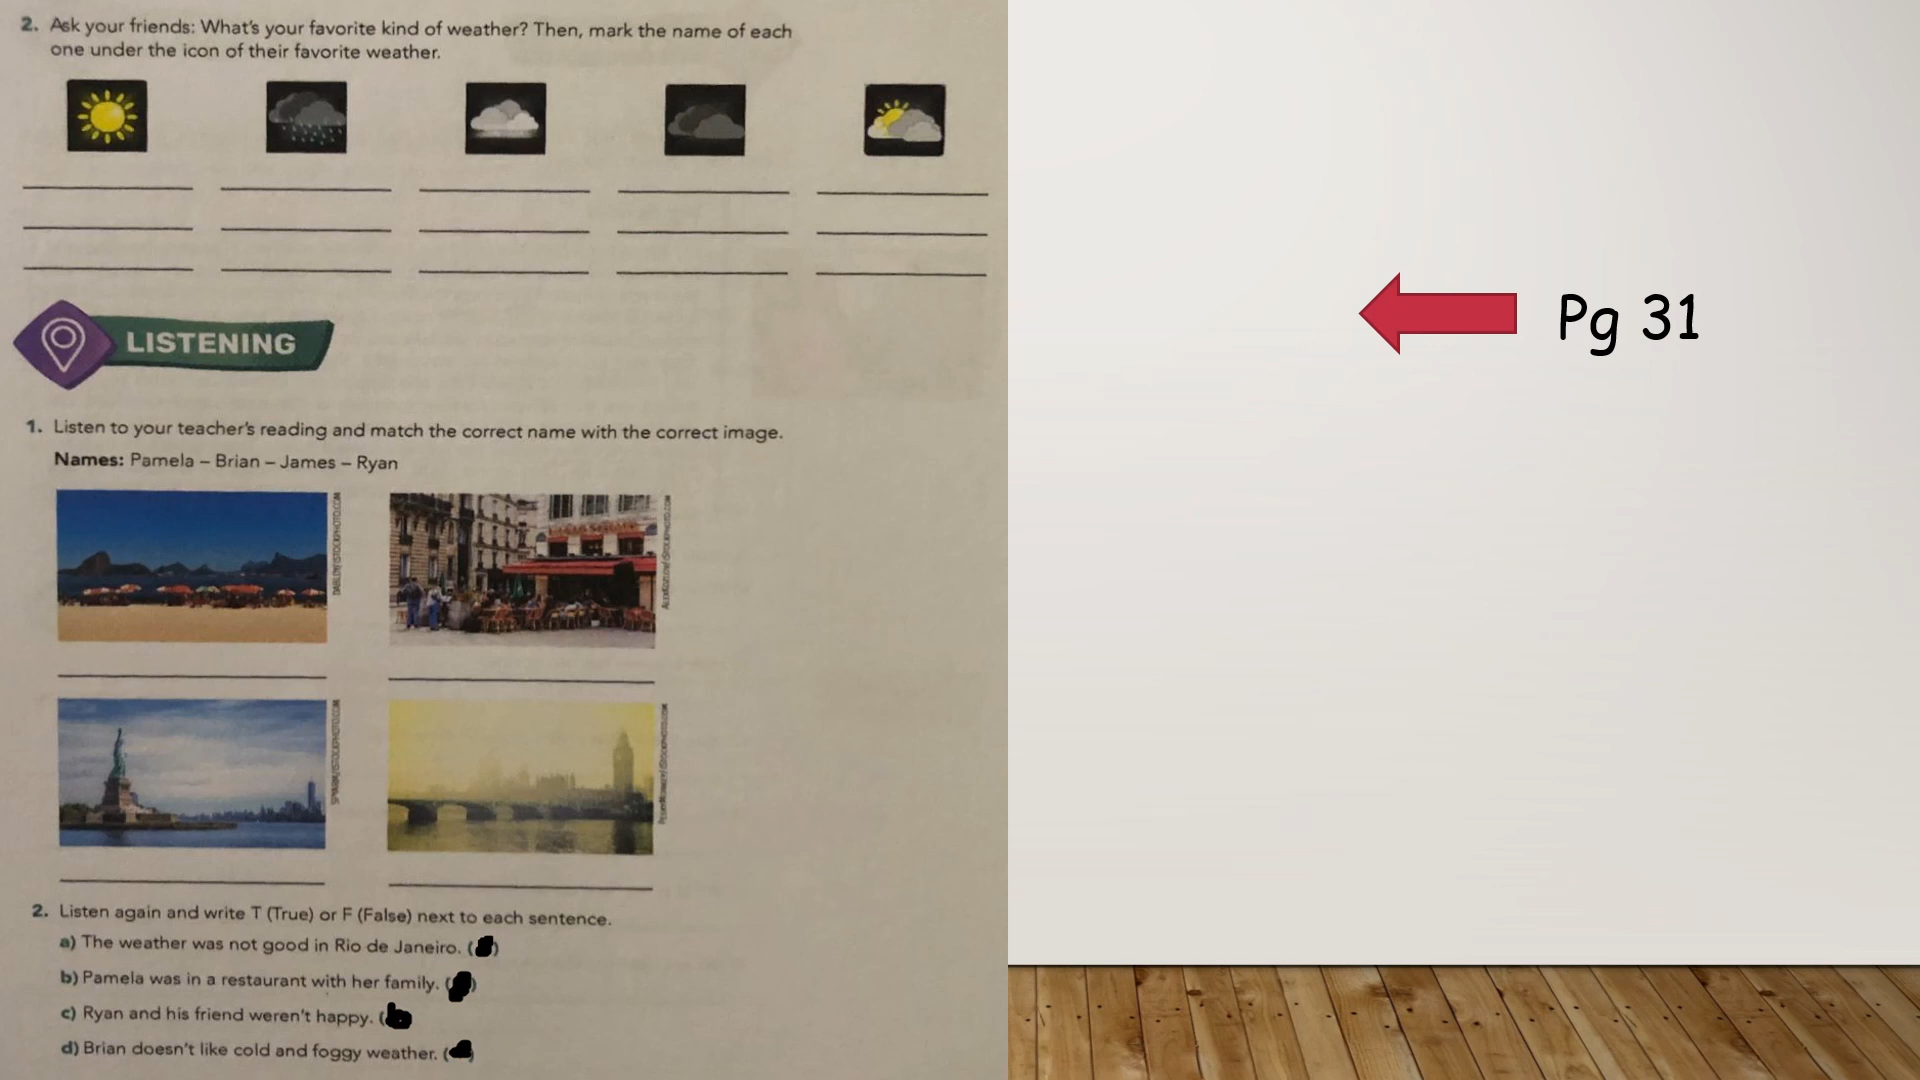 2. Ask your friends: What's your favorite kind of weather? Then, mark the name of each
one under the icon of their favorite weather.
LISTENING
1. Listen to your teacher's reading and match the correct name with the correct image.
Names: Pamela – Brian – James – Ryan
2. Listen again and write T (True) or F (False) next to each sentence.
a) The weather was not good in Rio de Janeiro. ( )
b) Pamela was in a restaurant with her family. ( )
c) Ryan and his friend weren't happy. (
d) Brian doesn't like cold and foggy weather. ( )
Pg 31